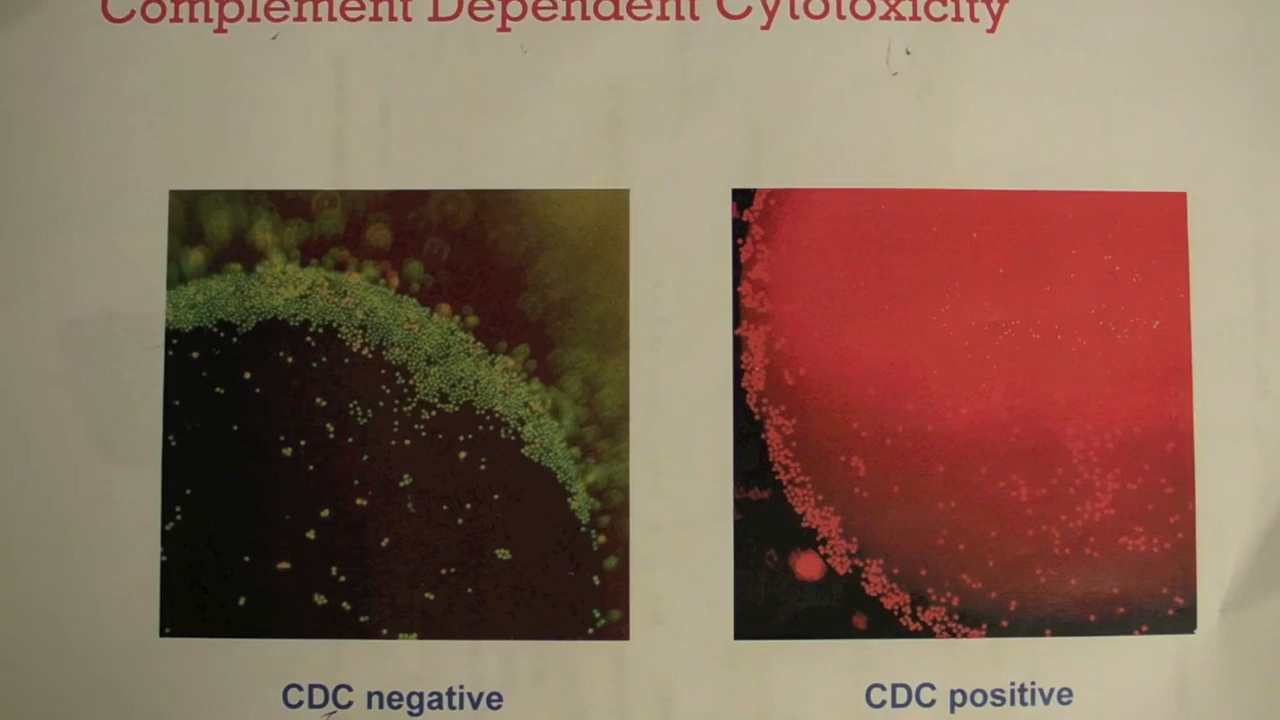 Complement Dependent Cytotoxicity
CDC negative
CDC positive